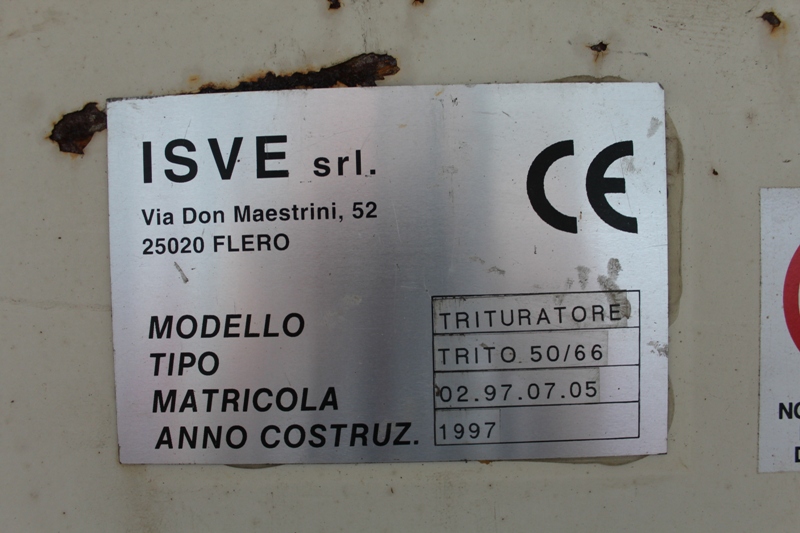 ISVE srl.
CE
Via Don Maestrini, 52
25020 FLERO
MODELLO TRITURATORE
TIPO TRITO 50/66
MATRICOLA 02.97.07.05
ANNO COSTRUZ. 1997